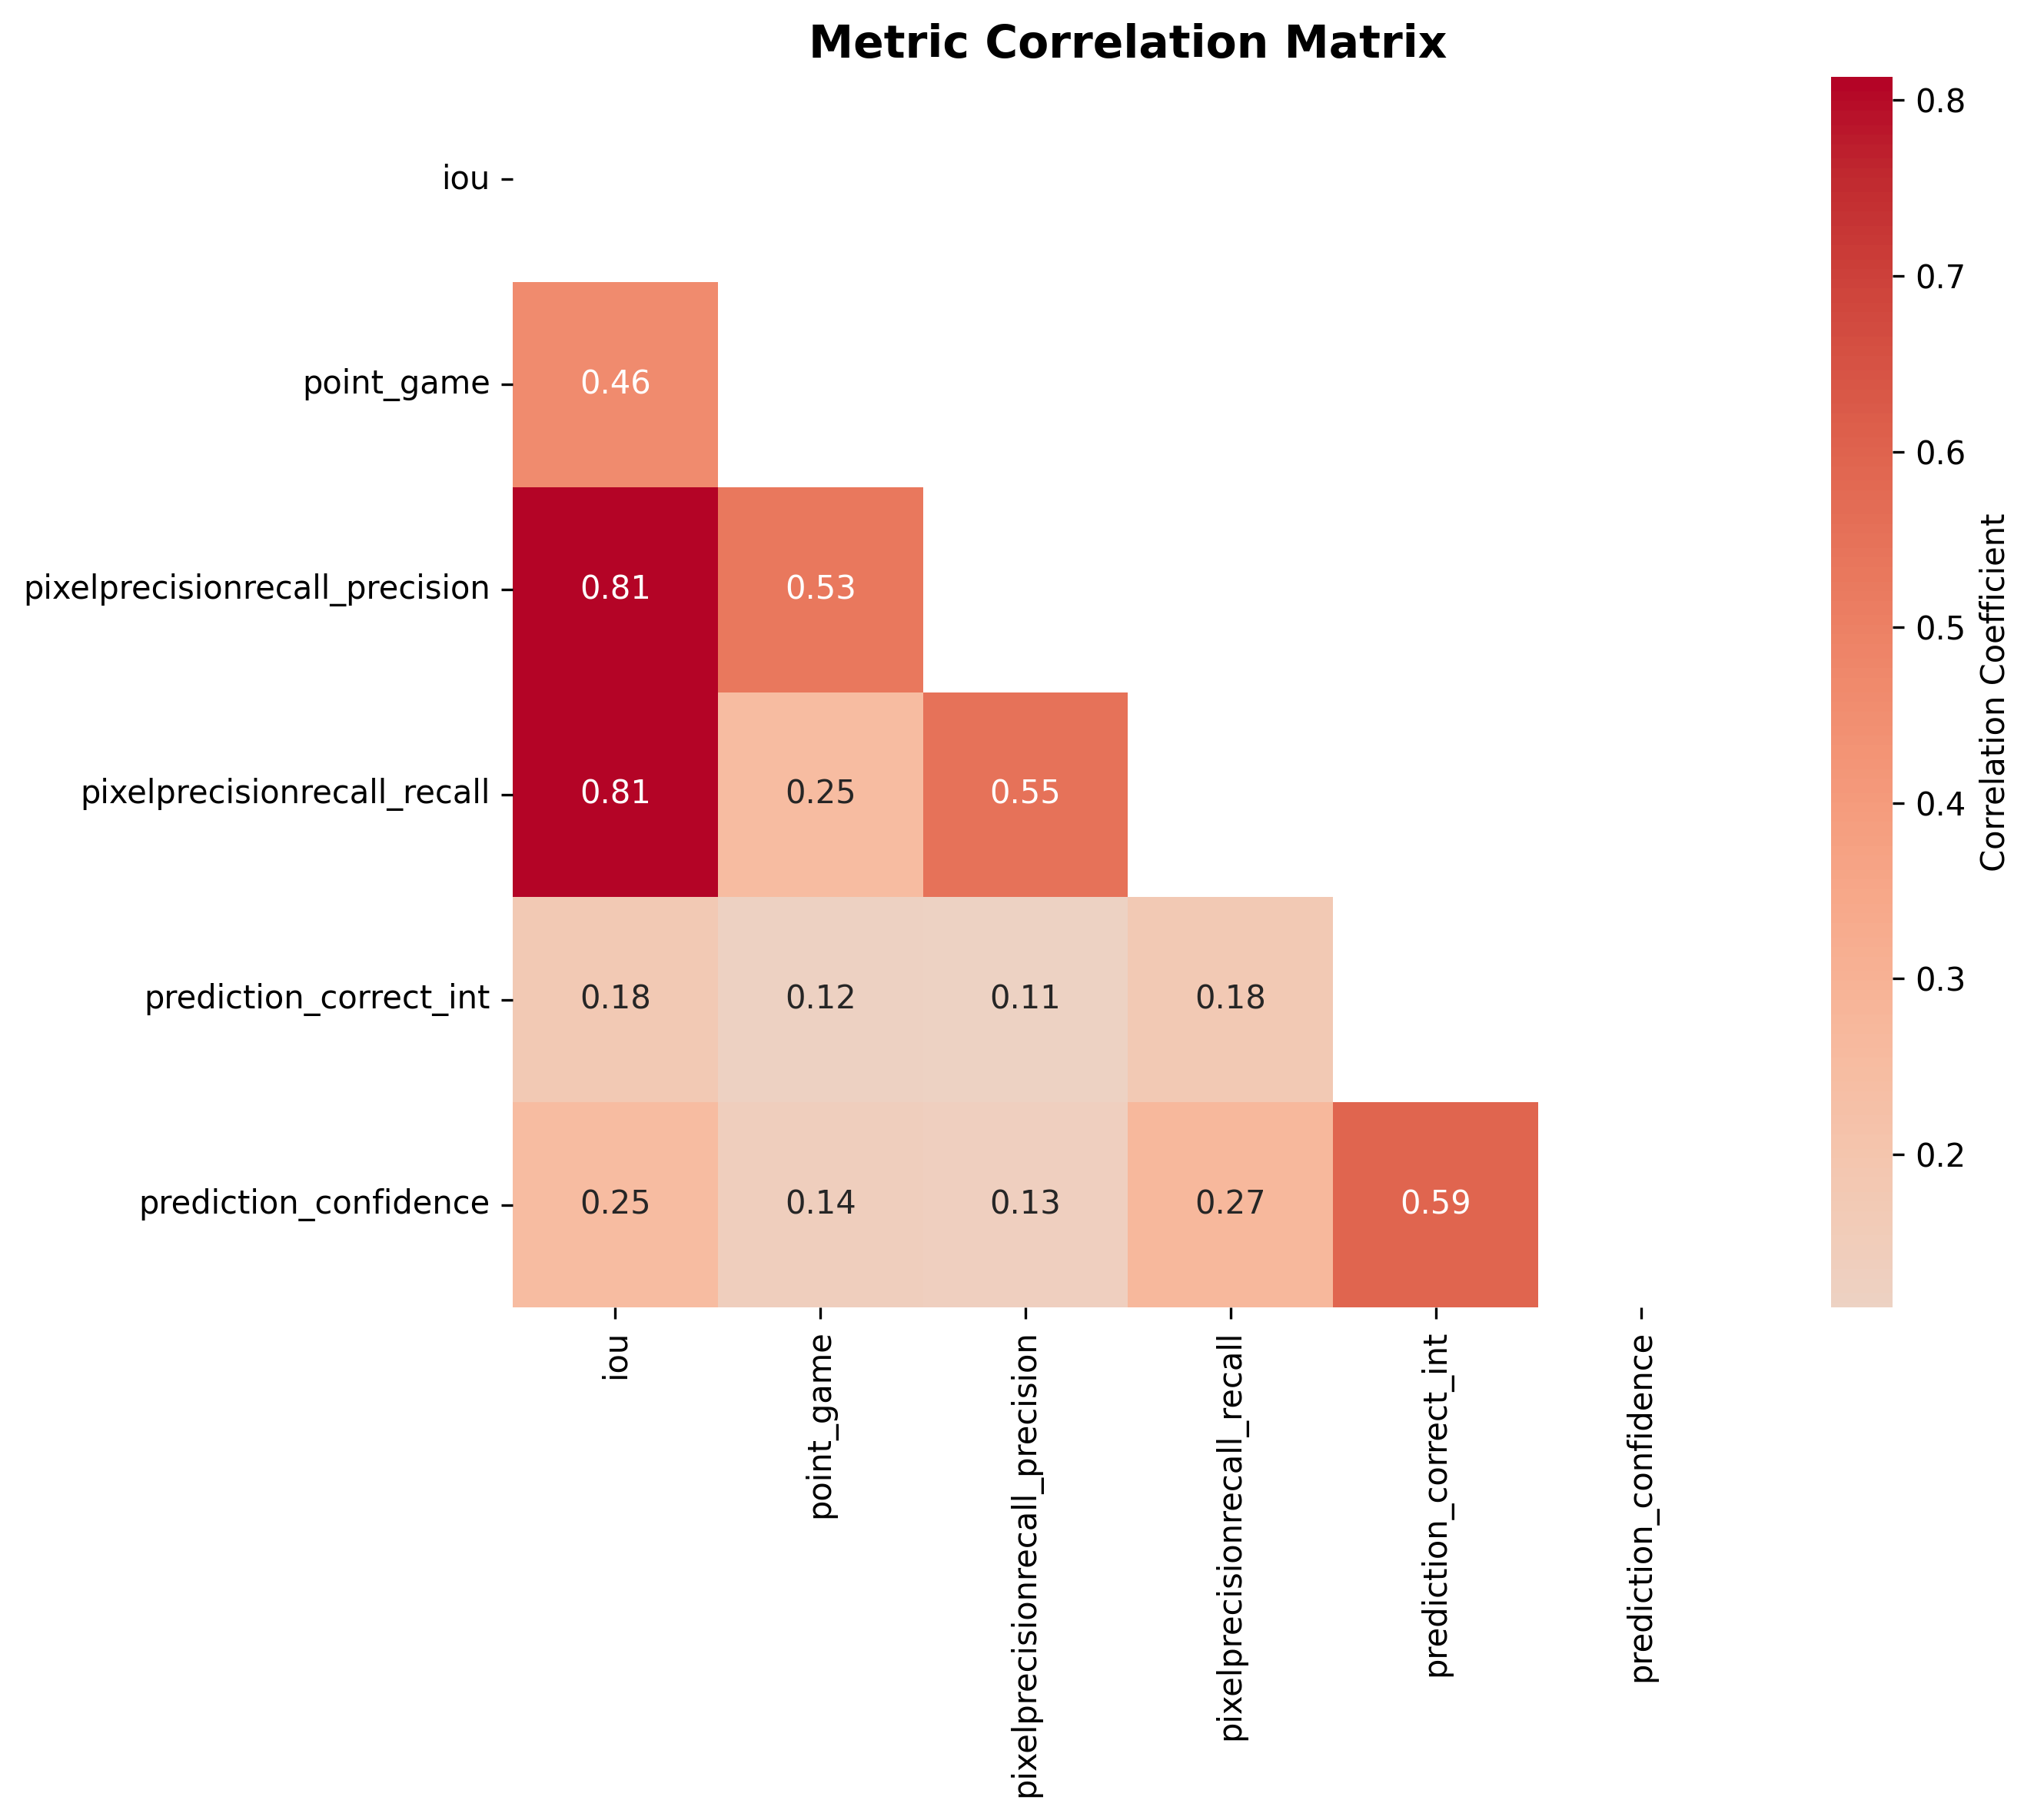 Metric Correlation Matrix
iou
point_game
0.46
pixelprecisionrecall_precision
0.81 0.53
pixelprecisionrecall_recall
0.81 0.25 0.55
prediction_correct_int
0.18 0.12 0.11 0.18
prediction_confidence
0.25 0.14 0.13 0.27 0.59
iou
point_game
pixelprecisionrecall_precision
pixelprecisionrecall_recall
prediction_correct_int
prediction_confidence
0.8
0.7
0.6
0.5
0.4
0.3
0.2
Correlation Coefficient